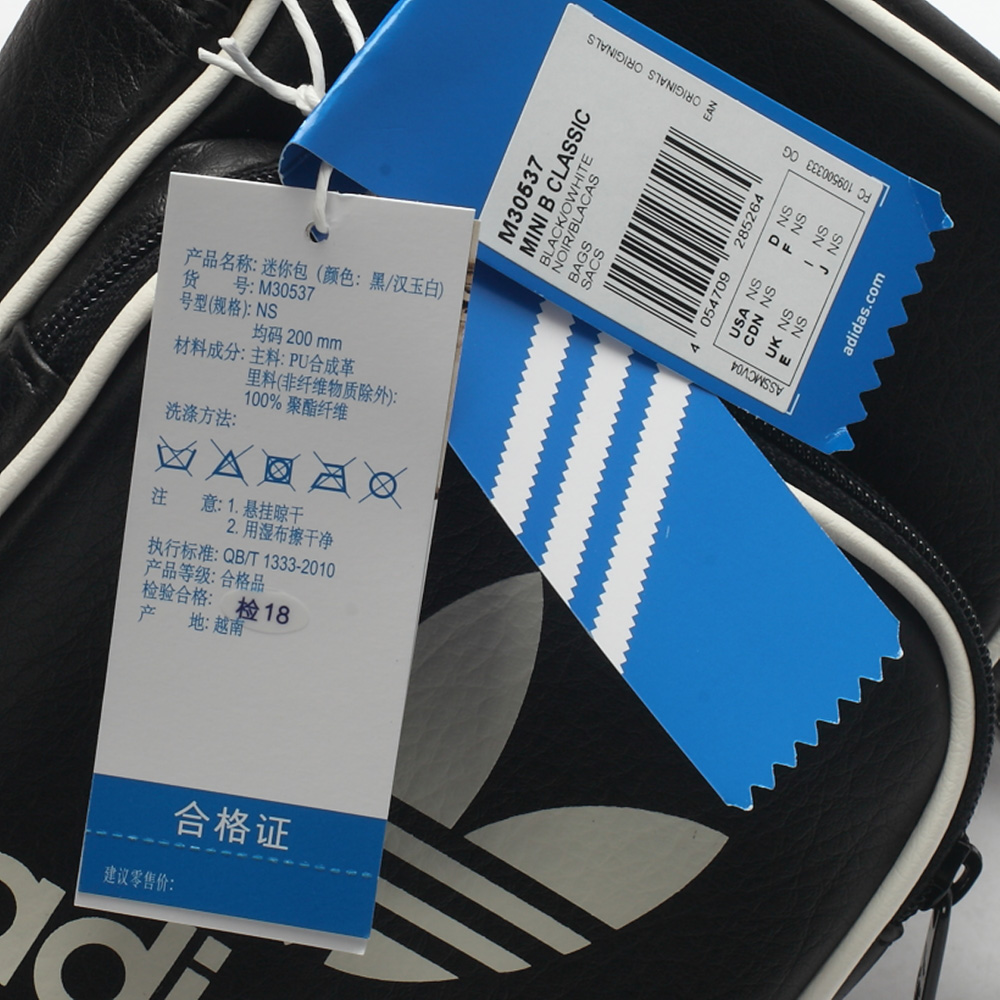 产品名称: 迷你包（颜色: 黑/汉玉白)
货 号: M30537
号型(规格): NS
均码 200 mm
材料成分: 主料: PU合成革
里料(非纤维物质除外):
100% 聚酯纤维
洗涤方法:
注 意: 1. 悬挂晾干
2. 用湿布擦干净
执行标准: QB/T 1333-2010
产品等级: 合格品
检验合格: 检18
产 地: 越南
合格证
建议零售价:
ORIGINALS ORIGINALS ORIGINALS
EAN
M30537
MINI B CLASSIC
BLACK/OWHITE
NOIR/BLACAS
BAGS
SACS
4 054709 285264
FC 109500333 CG
USA NS D NS
CDN NS F NS
UK NS I NS
E NS J NS
ASSMCV04
adidas.com
adi